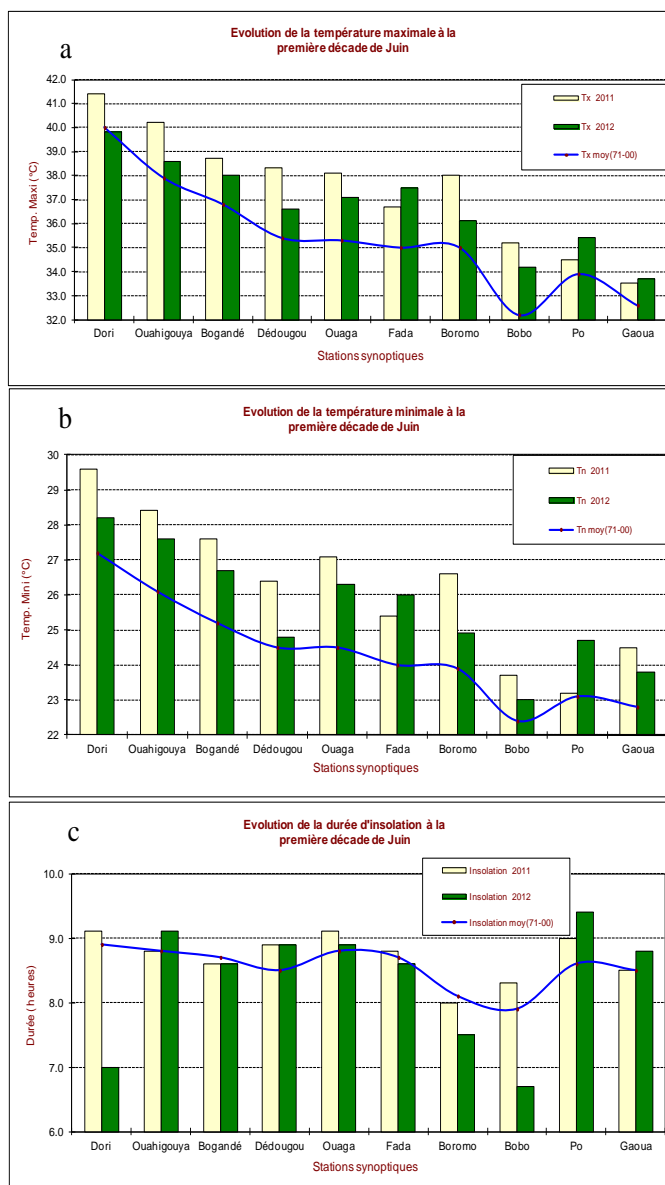 a
Evolution de la température maximale à la
première décade de Juin
Temp. Maxi (°C)
42.0
41.0
40.0
39.0
38.0
37.0
36.0
35.0
34.0
33.0
32.0
Tx 2011
Tx 2012
Tx moy(71-00)
Dori Ouahigouya Bogandé Dédougou Ouaga Fada Boromo Bobo Po Gaoua
Stations synoptiques
b
Evolution de la température minimale à la
première décade de Juin
Temp. Mini (°C)
30
29
28
27
26
25
24
23
22
Tn 2011
Tn 2012
Tn moy(71-00)
Dori Ouahigouya Bogandé Dédougou Ouaga Fada Boromo Bobo Po Gaoua
Stations synoptiques
c
Evolution de la durée d'insolation à la
première décade de Juin
Durée (heures)
10.0
9.0
8.0
7.0
6.0
Insolation 2011
Insolation 2012
Insolation moy(71-00)
Dori Ouahigouya Bogandé Dédougou Ouaga Fada Boromo Bobo Po Gaoua
Stations synoptiques